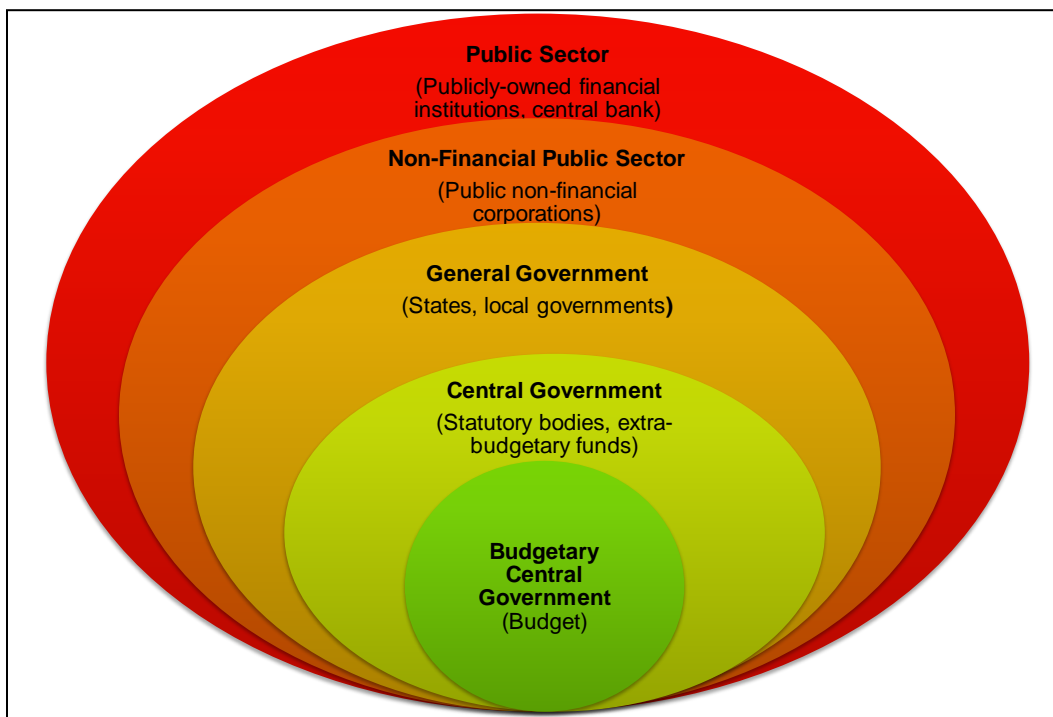 Public Sector
(Publicly-owned financial
institutions, central bank)
Non-Financial Public Sector
(Public non-financial
corporations)
General Government
(States, local governments)
Central Government
(Statutory bodies, extra-
budgetary funds)
Budgetary
Central
Government
(Budget)